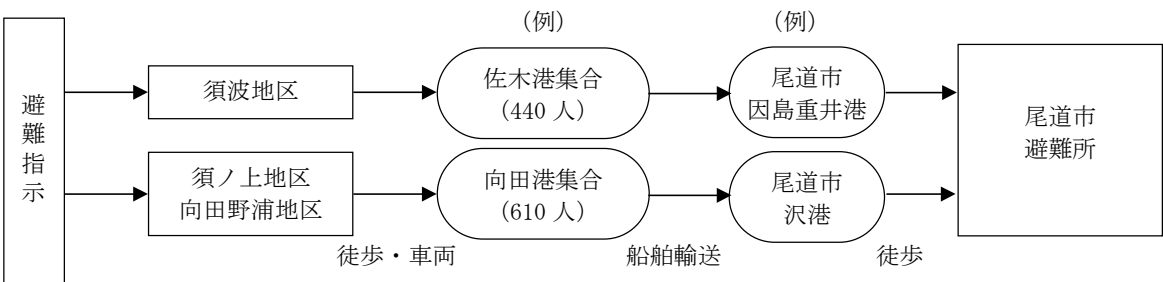 避難指示
（例）
（例）
須波地区
佐木港集合
（440 人）
尾道市
因島重井港
尾道市
避難所
須ノ上地区
向田野浦地区
向田港集合
（610 人）
尾道市
沢港
徒歩・車両
船舶輸送
徒歩